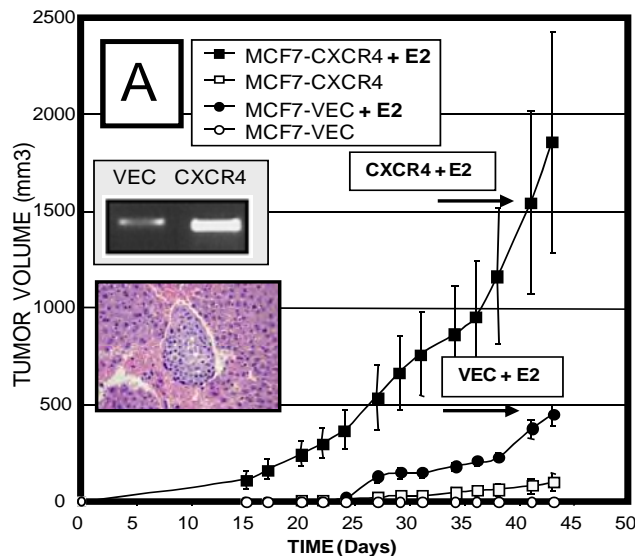 A
MCF7-CXCR4 + E2
MCF7-CXCR4
MCF7-VEC + E2
MCF7-VEC
VEC CXCR4
CXCR4 + E2
VEC + E2
TUMOR VOLUME (mm3)
2500
2000
1500
1000
500
0
0 5 10 15 20 25 30 35 40 45 50
TIME (Days)